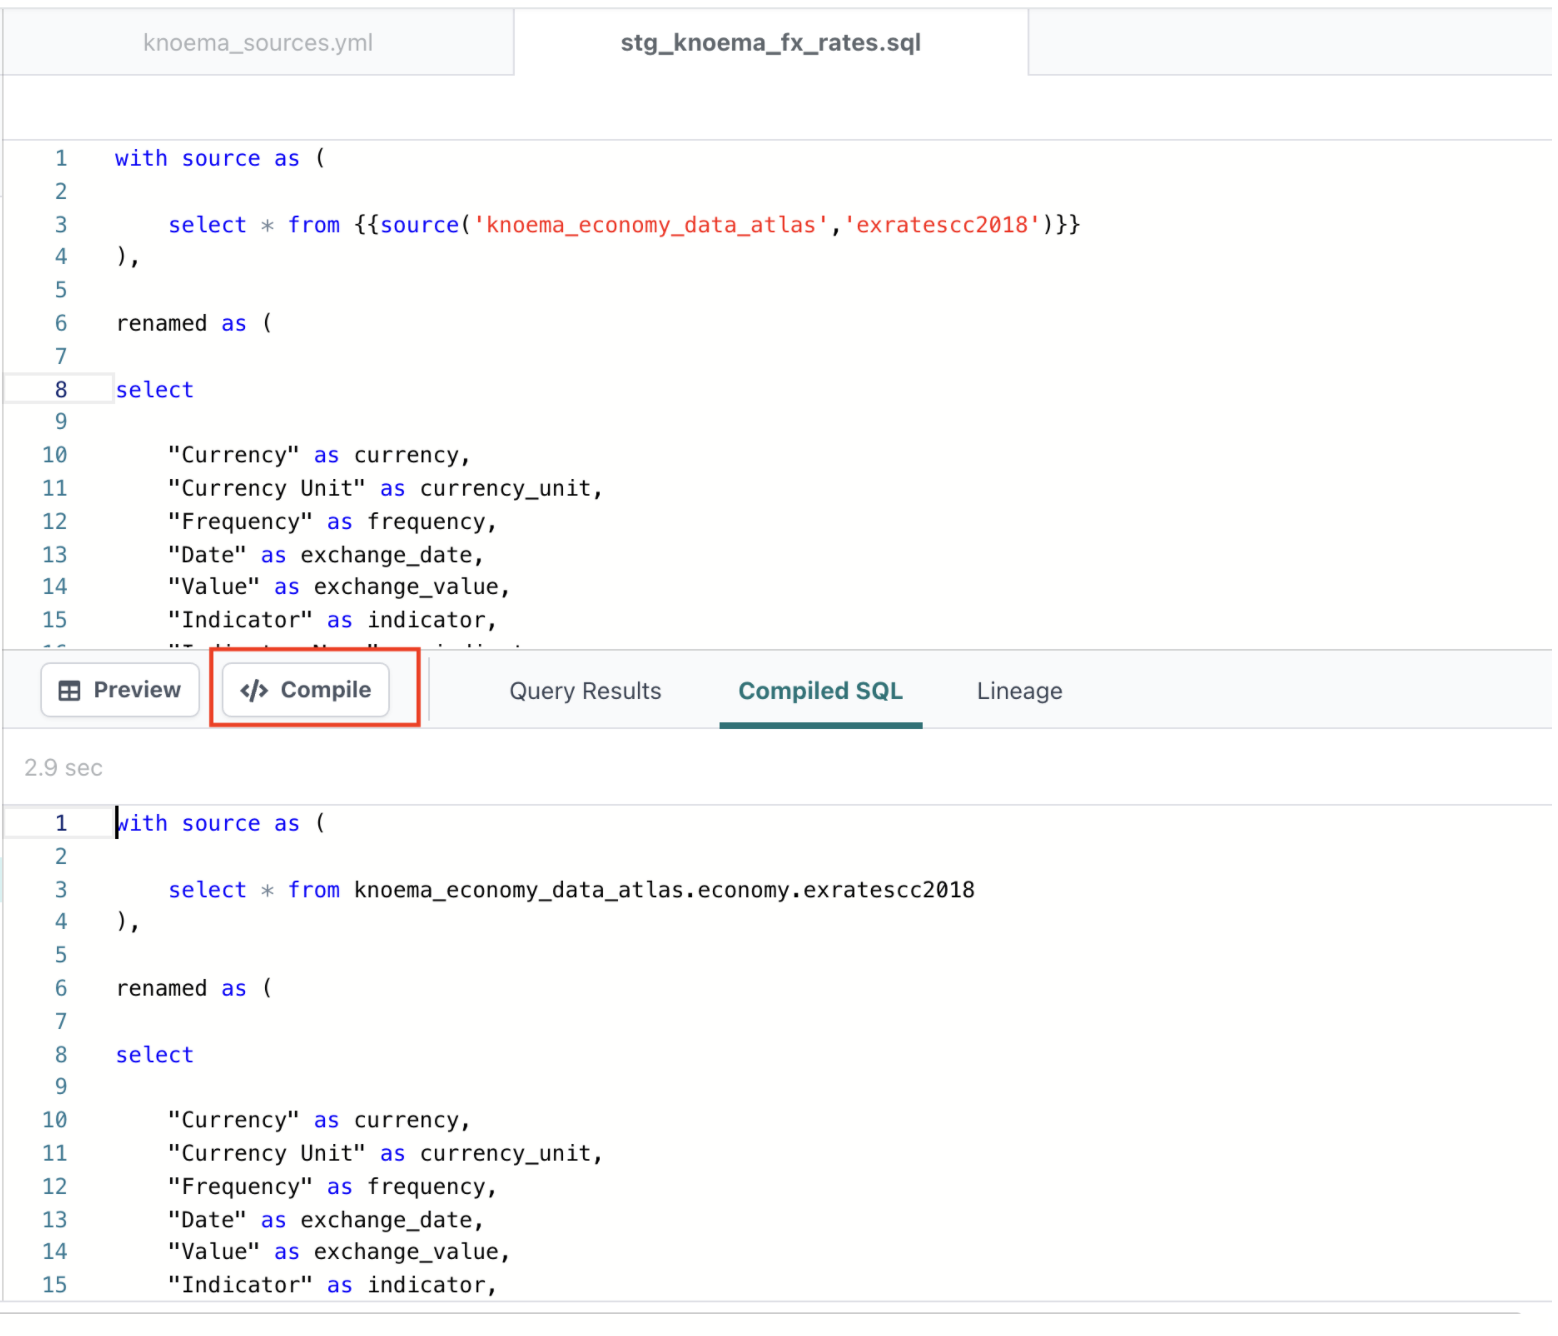 knoema_sources.yml
stg_knoema_fx_rates.sql
1 with source as (
2
3 select * from {{source('knoema_economy_data_atlas','exratescc2018')}}
4 ),
5
6 renamed as (
7
8 select
9
10 "Currency" as currency,
11 "Currency Unit" as currency_unit,
12 "Frequency" as frequency,
13 "Date" as exchange_date,
14 "Value" as exchange_value,
15 "Indicator" as indicator,
Preview </> Compile Query Results Compiled SQL Lineage
2.9 sec
1 with source as (
2
3 select * from knoema_economy_data_atlas.economy.exratescc2018
4 ),
5
6 renamed as (
7
8 select
9
10 "Currency" as currency,
11 "Currency Unit" as currency_unit,
12 "Frequency" as frequency,
13 "Date" as exchange_date,
14 "Value" as exchange_value,
15 "Indicator" as indicator,